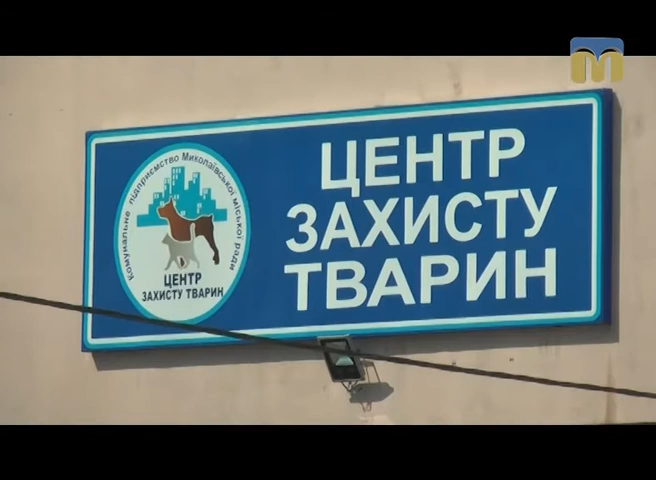 Комунальне підприємство Миколаївської міської ради
ЦЕНТР
ЗАХИСТУ ТВАРИН
ЦЕНТР
ЗАХИСТУ
ТВАРИН
М